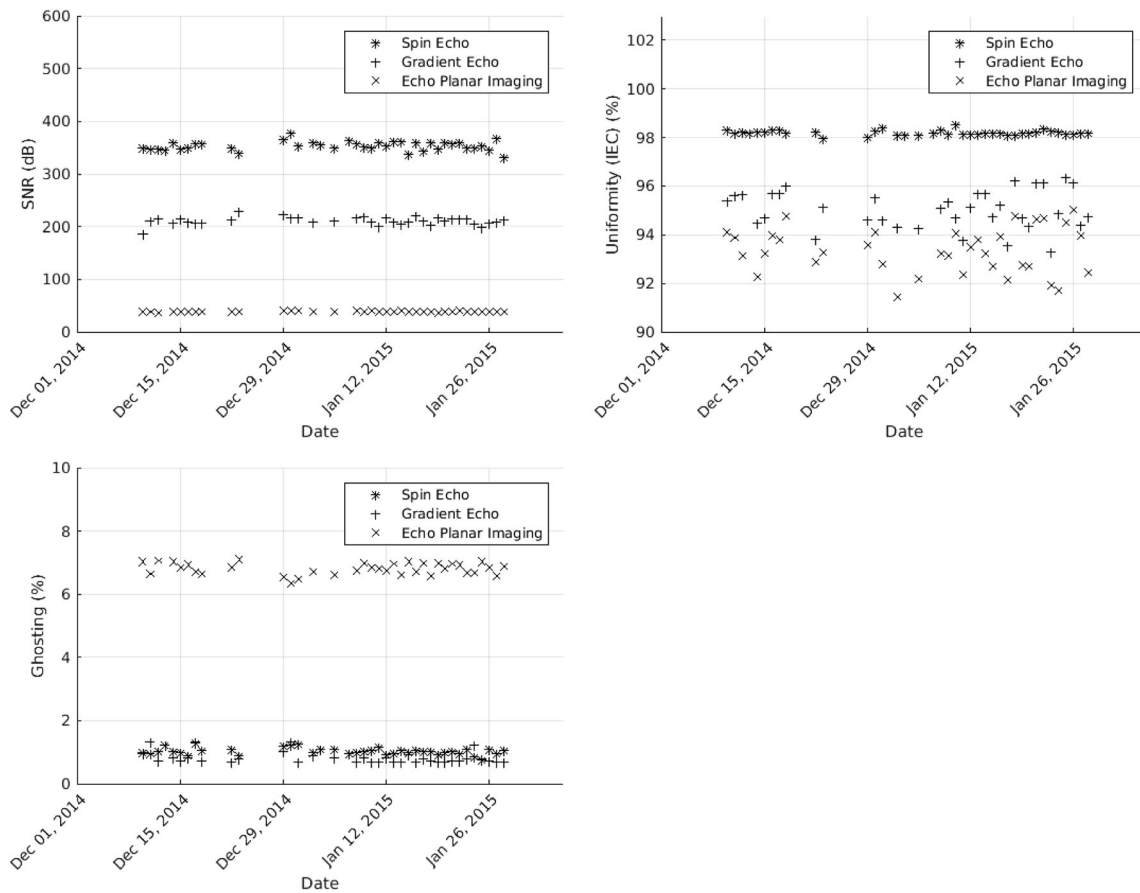 600
500
400
300
200
100
0
SNR (dB)
Spin Echo
Gradient Echo
Echo Planar Imaging
Dec 01, 2014
Dec 15, 2014
Dec 29, 2014
Jan 12, 2015
Jan 26, 2015
Date
102
100
98
96
94
92
90
Uniformity (IEC) (%)
Spin Echo
Gradient Echo
Echo Planar Imaging
Dec 01, 2014
Dec 14, 2014
Dec 29, 2014
Jan 12, 2015
Jan 26, 2015
Date
10
8
6
4
2
0
Ghosting (%)
Spin Echo
Gradient Echo
Echo Planar Imaging
Dec 01, 2014
Dec 15, 2014
Dec 29, 2014
Jan 12, 2015
Jan 26, 2015
Date